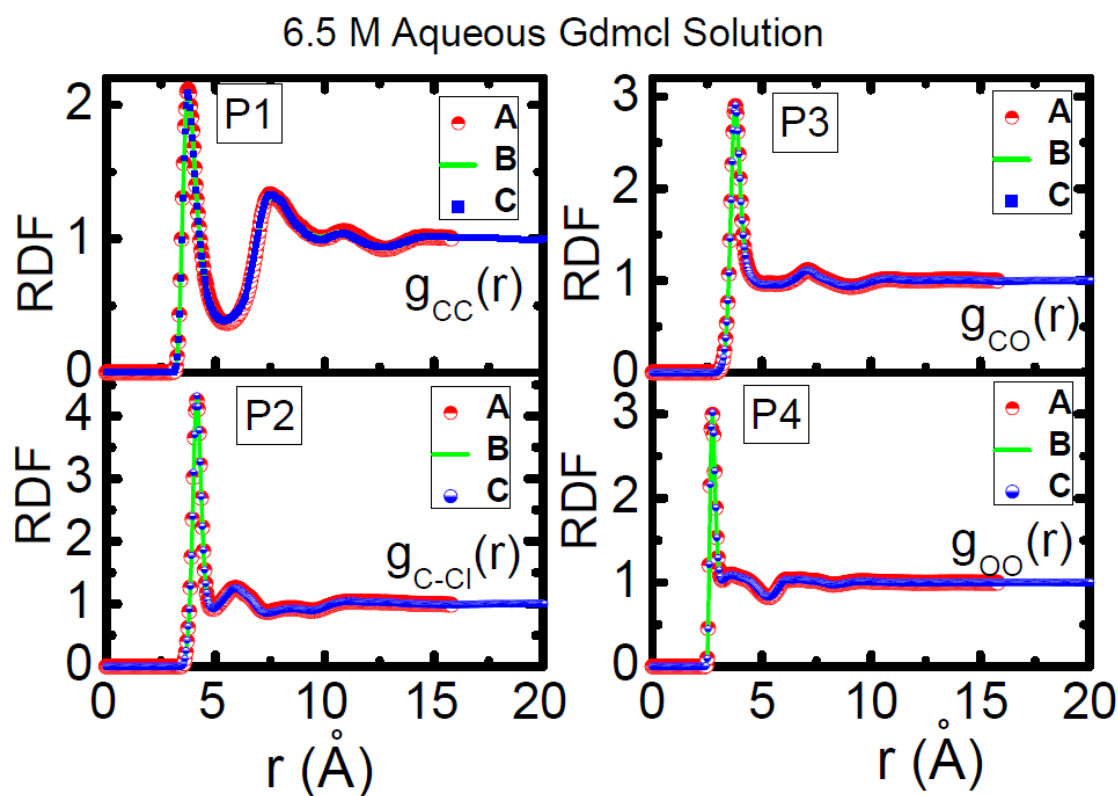 6.5 M Aqueous Gdmcl Solution
P1
A
B
C
g_CC(r)
RDF
2
1
0
P3
A
B
C
g_CO(r)
RDF
3
2
1
0
P2
A
B
C
g_C-Cl(r)
RDF
4
3
2
1
0
0 5 10 15 20
r (Å)
P4
A
B
C
g_OO(r)
RDF
3
2
1
0
0 5 10 15 20
r (Å)